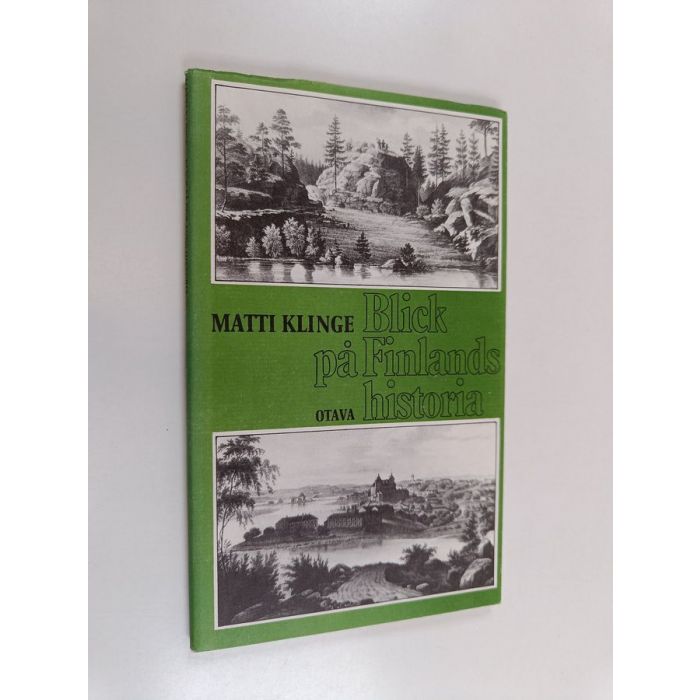 MATTI KLINGE Blick
på Finlands
OTAVA historia